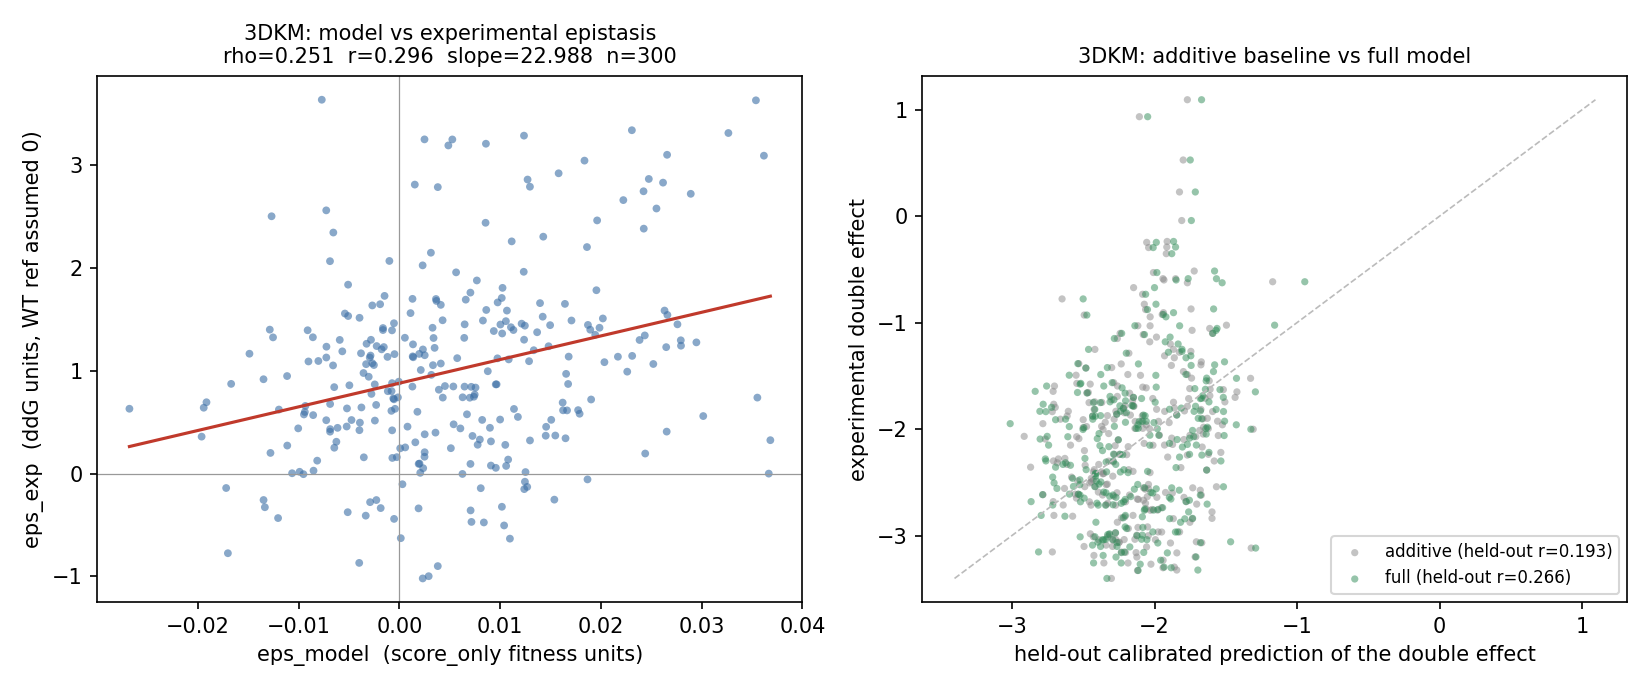 3DKM: model vs experimental epistasis
rho=0.251  r=0.296  slope=22.988  n=300
eps_exp  (ddG units, WT ref assumed 0)
3
2
1
0
−1
−0.02
−0.01
0.00
0.01
0.02
0.03
0.04
eps_model  (score_only fitness units)
3DKM: additive baseline vs full model
experimental double effect
1
0
−1
−2
−3
−3
−2
−1
0
1
held-out calibrated prediction of the double effect
additive (held-out r=0.193)
full (held-out r=0.266)